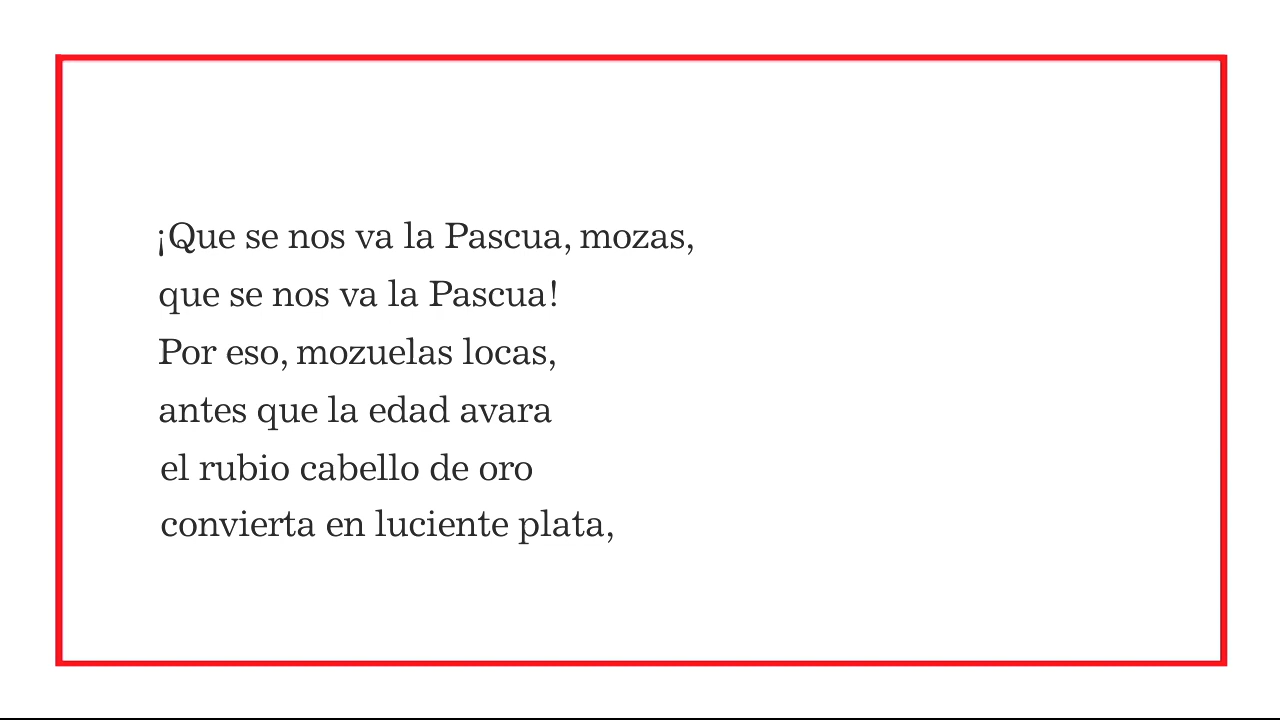 ¡Que se nos va la Pascua, mozas,
que se nos va la Pascua!
Por eso, mozuelas locas,
antes que la edad avara
el rubio cabello de oro
convierta en luciente plata,